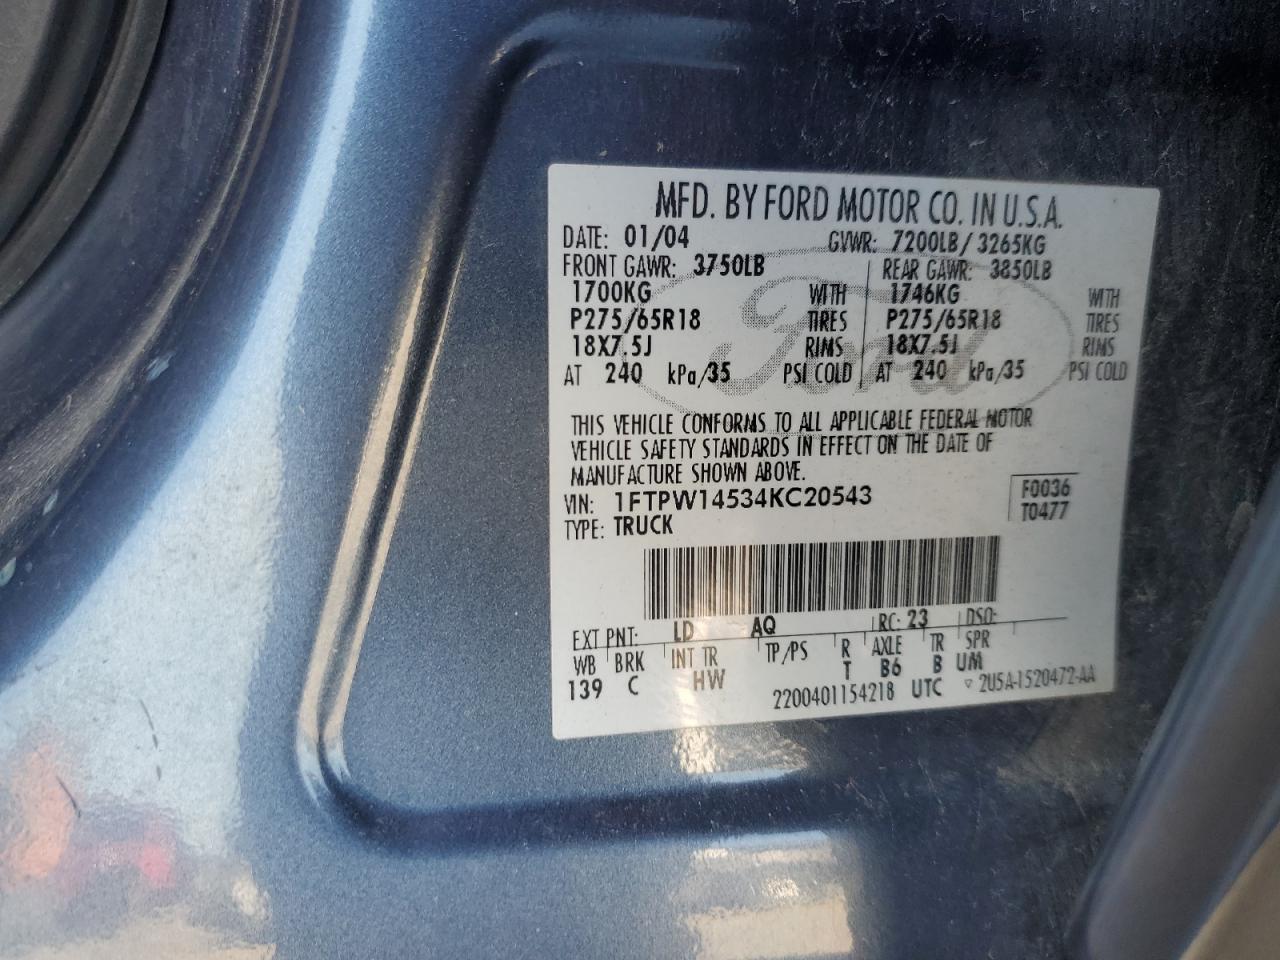 MFD. BY FORD MOTOR CO. IN U.S.A.
DATE: 01/04 GVWR: 7200LB/ 3265KG
FRONT GAWR: 3750LB REAR GAWR: 3850LB
1700KG WITH 1746KG WITH
P275/65R18 TIRES P275/65R18 TIRES
18X7.5J RIMS 18X7.5J RIMS
AT 240 kPa/35 PSI COLD AT 240 kPa/35 PSI COLD
Ford
THIS VEHICLE CONFORMS TO ALL APPLICABLE FEDERAL MOTOR
VEHICLE SAFETY STANDARDS IN EFFECT ON THE DATE OF
MANUFACTURE SHOWN ABOVE.
VIN: 1FTPW14534KC20543 F0036
TYPE: TRUCK T0477
EXT PNT: LD AQ RC: 23 DSO:
WB BRK INT TR TP/PS R AXLE TR SPR
139 C HW T B6 B UM
2200401154218 UTC ▽ 2U5A-1520472-AA